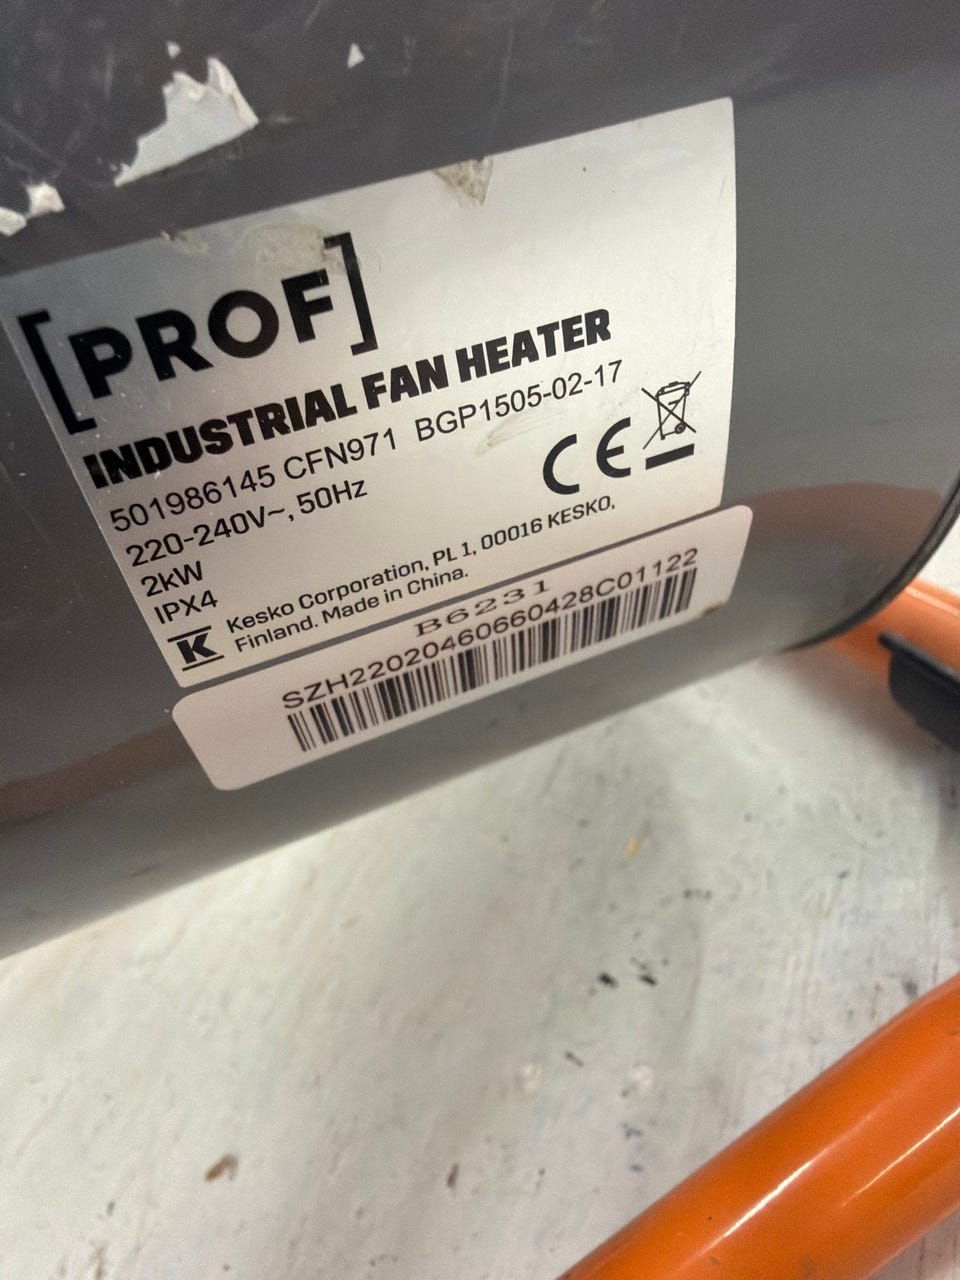 [PROF]
INDUSTRIAL FAN HEATER
501986145 CFN971 BGP1505-02-17
220-240V~, 50Hz
2kW
IPX4
CE
K
Kesko Corporation, PL 1, 00016 KESKO,
Finland. Made in China.
B6231
SZH22020460660428C01122